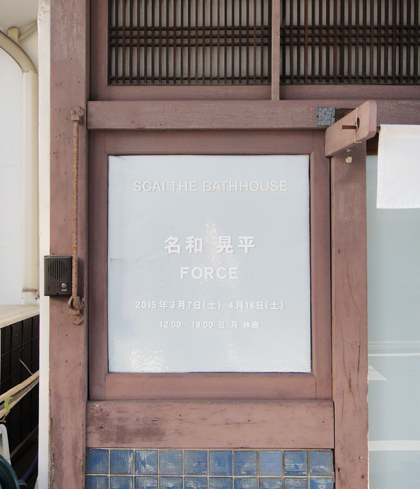 SCAI THE BATHHOUSE
名和 晃平
FORCE
2015年3月7日(土) 4月18日(土)
12:00 18:00 日/月 休廊